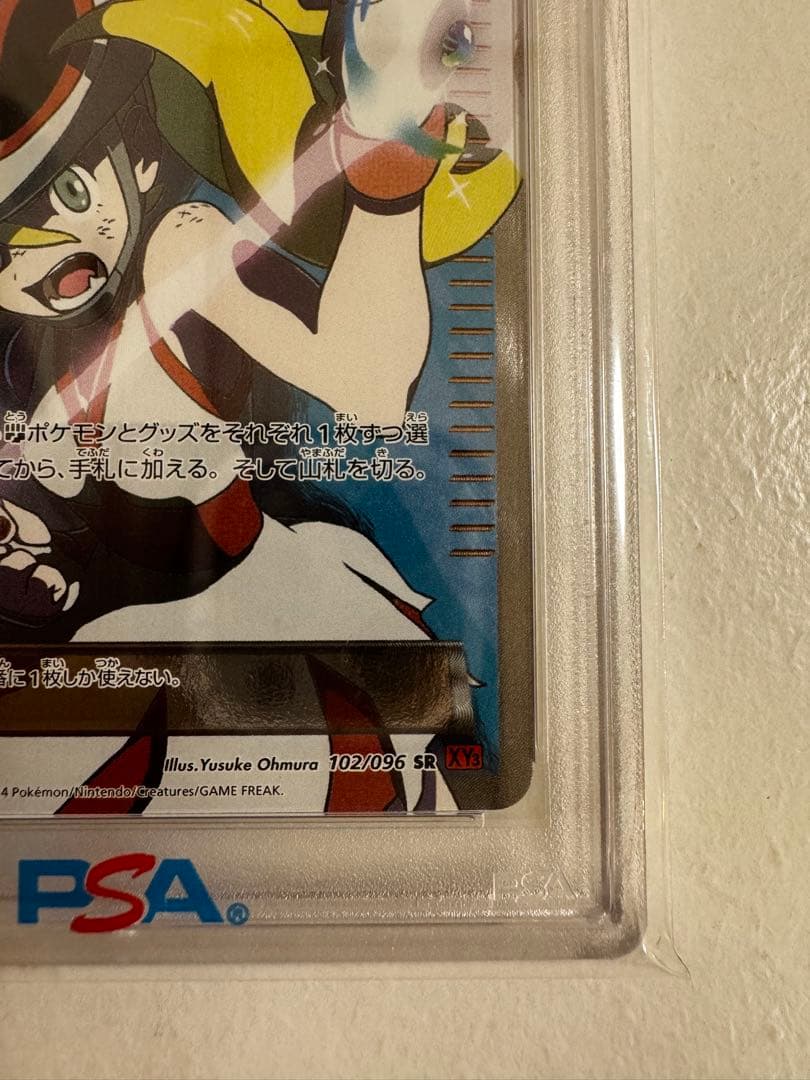 ポケモンとグッズをそれぞれ1枚ずつ選
てから、手札に加える。そして山札を切る。
番に1枚しか使えない。
Illus.Yusuke Ohmura 102/096 SR XY3
4 Pokémon/Nintendo/Creatures/GAME FREAK.
PSA®
PSA